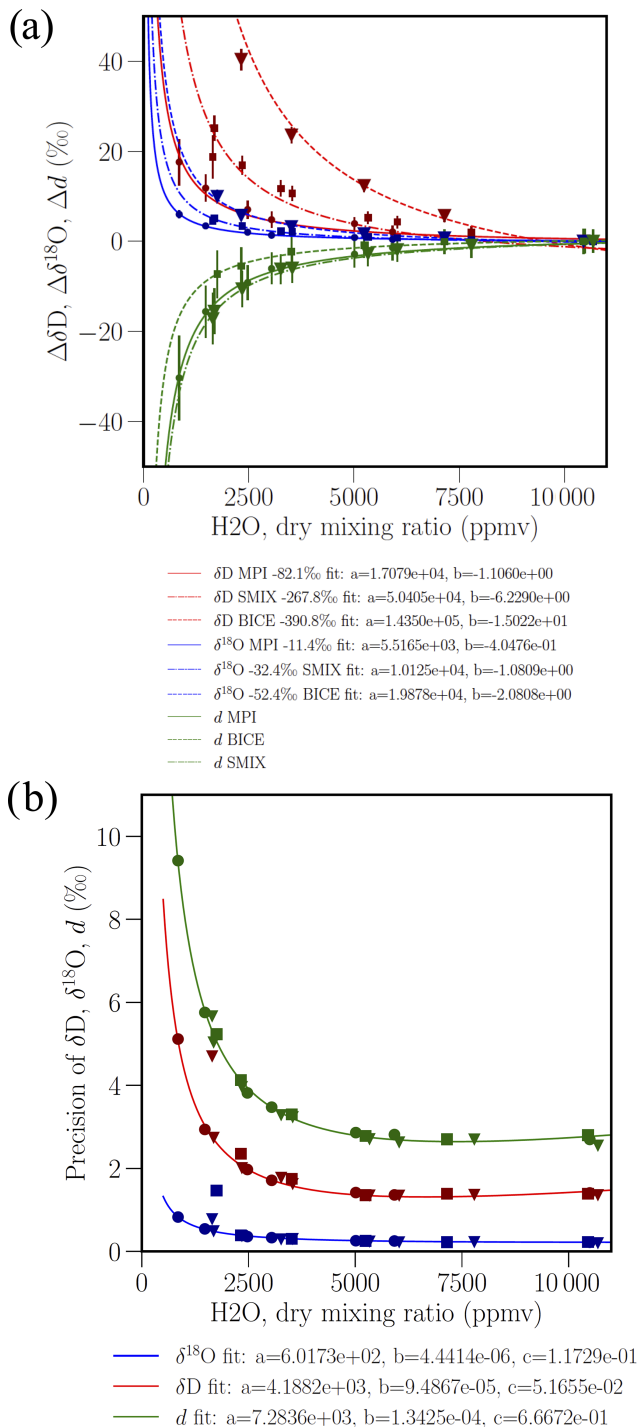 (a)
40
20
0
−20
−40
ΔδD, Δδ¹⁸O, Δd (‰)
0 2500 5000 7500 10 000
H2O, dry mixing ratio (ppmv)
δD MPI -82.1‰ fit: a=1.7079e+04, b=-1.1060e+00
δD SMIX -267.8‰ fit: a=5.0405e+04, b=-6.2290e+00
δD BICE -390.8‰ fit: a=1.4350e+05, b=-1.5022e+01
δ¹⁸O MPI -11.4‰ fit: a=5.5165e+03, b=-4.0476e-01
δ¹⁸O -32.4‰ SMIX fit: a=1.0125e+04, b=-1.0809e+00
δ¹⁸O -52.4‰ BICE fit: a=1.9878e+04, b=-2.0808e+00
d MPI
d BICE
d SMIX
(b)
10
8
6
4
2
0
Precision of δD, δ¹⁸O, d (‰)
0 2500 5000 7500 10 000
H2O, dry mixing ratio (ppmv)
δ¹⁸O fit: a=6.0173e+02, b=4.4414e-06, c=1.1729e-01
δD fit: a=4.1882e+03, b=9.4867e-05, c=5.1655e-02
d fit: a=7.2836e+03, b=1.3425e-04, c=6.6672e-01